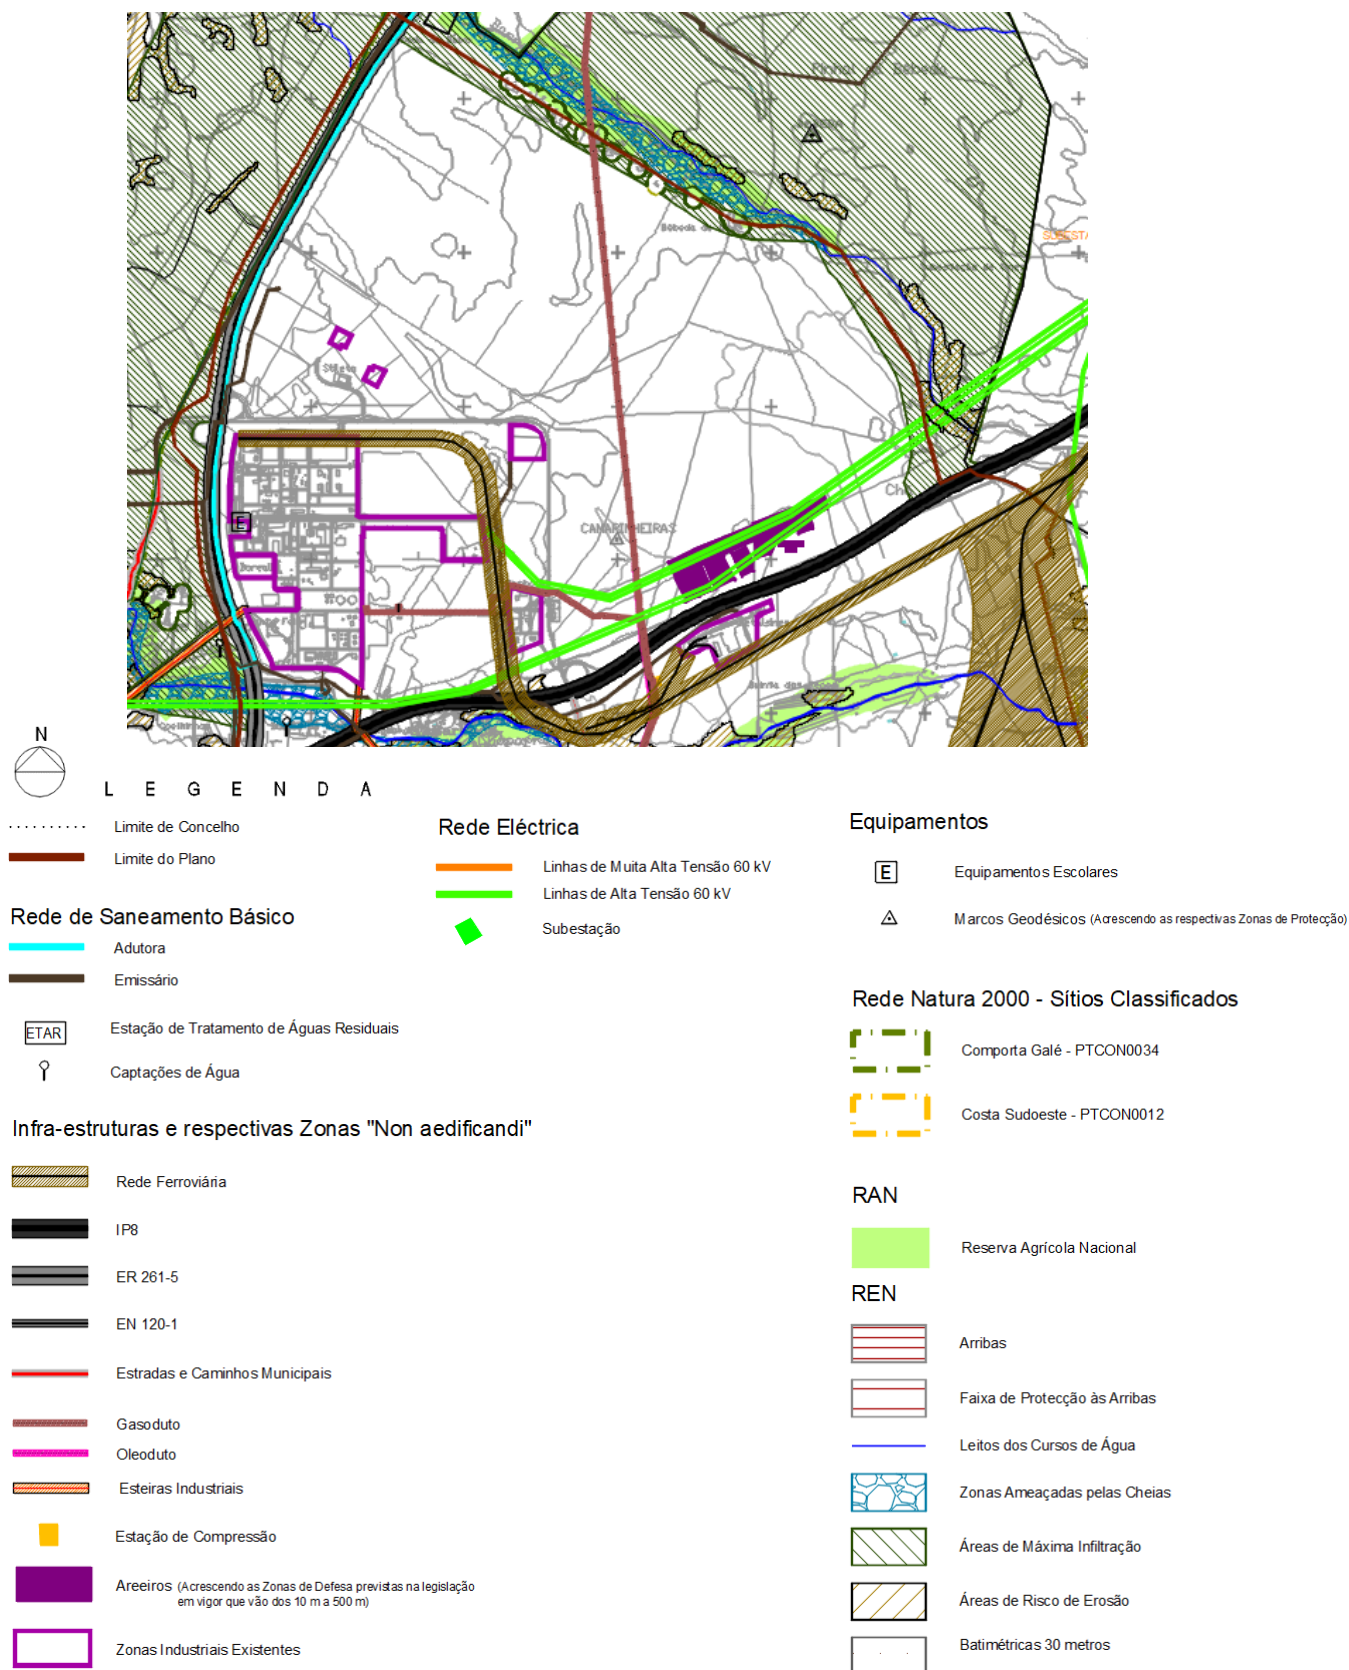 Pinhal do Bêbeda
SUBESTA
CAMARINHEIRAS
E
N
L E G E N D A
Limite de Concelho
Limite do Plano
Rede de Saneamento Básico
Adutora
Emissário
ETAR
Estação de Tratamento de Águas Residuais
Captações de Água
Infra-estruturas e respectivas Zonas "Non aedificandi"
Rede Ferroviária
IP8
ER 261-5
EN 120-1
Estradas e Caminhos Municipais
Gasoduto
Oleoduto
Esteiras Industriais
Estação de Compressão
Areeiros (Acrescendo as Zonas de Defesa previstas na legislação
em vigor que vão dos 10 m a 500 m)
Zonas Industriais Existentes
Rede Eléctrica
Linhas de Muita Alta Tensão 60 kV
Linhas de Alta Tensão 60 kV
Subestação
Equipamentos
E
Equipamentos Escolares
Marcos Geodésicos (Acrescendo as respectivas Zonas de Protecção)
Rede Natura 2000 - Sítios Classificados
Comporta Galé - PTCON0034
Costa Sudoeste - PTCON0012
RAN
Reserva Agrícola Nacional
REN
Arribas
Faixa de Protecção às Arribas
Leitos dos Cursos de Água
Zonas Ameaçadas pelas Cheias
Áreas de Máxima Infiltração
Áreas de Risco de Erosão
Batimétricas 30 metros